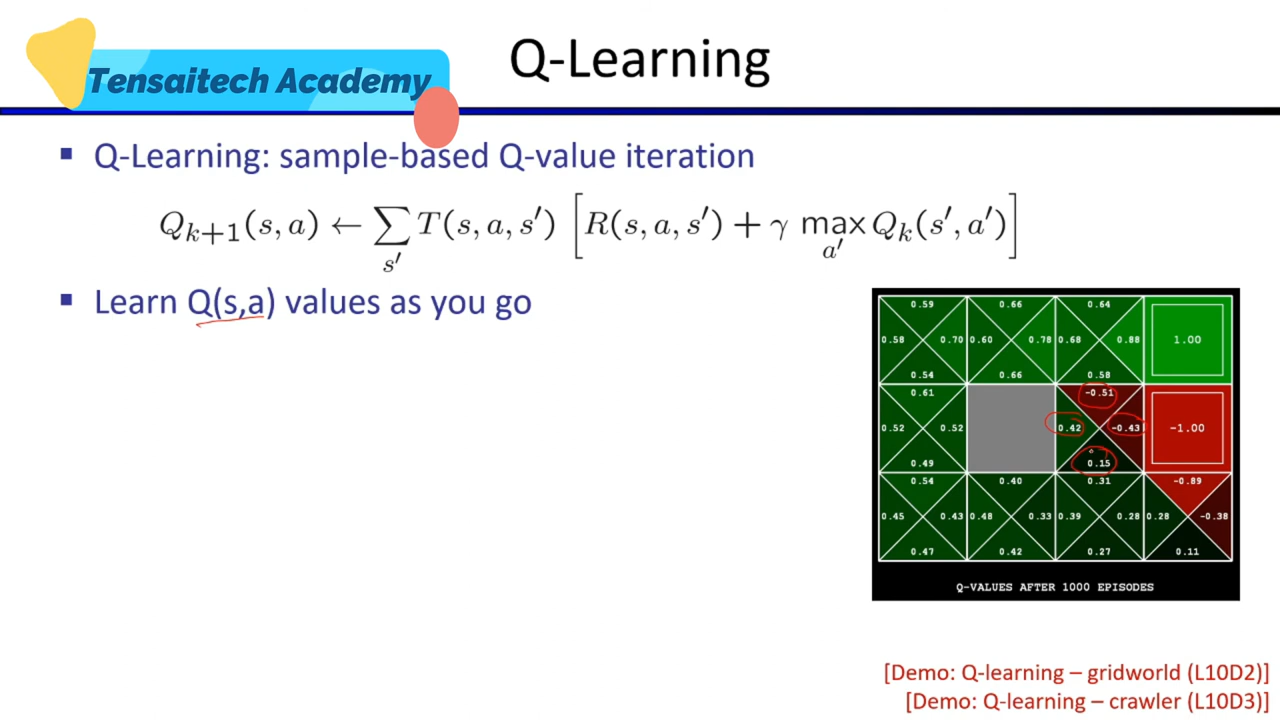 Q-Learning
Tensaitech Academy
▪ Q-Learning: sample-based Q-value iteration
Qk+1(s, a) ← ∑s′ T(s, a, s′) [R(s, a, s′) + γ max a′ Qk(s′, a′)]
▪ Learn Q(s,a) values as you go
0.59 0.66 0.64
0.58 0.70 0.60 0.78 0.68 0.88 1.00
0.54 0.66 0.58
0.61 -0.51
0.52 0.52 0.42 -0.43 -1.00
0.49 0.15
0.54 0.40 0.31 -0.89
0.45 0.43 0.48 0.33 0.39 0.28 0.28 -0.38
0.47 0.42 0.27 0.11
Q-VALUES AFTER 1000 EPISODES
[Demo: Q-learning – gridworld (L10D2)]
[Demo: Q-learning – crawler (L10D3)]